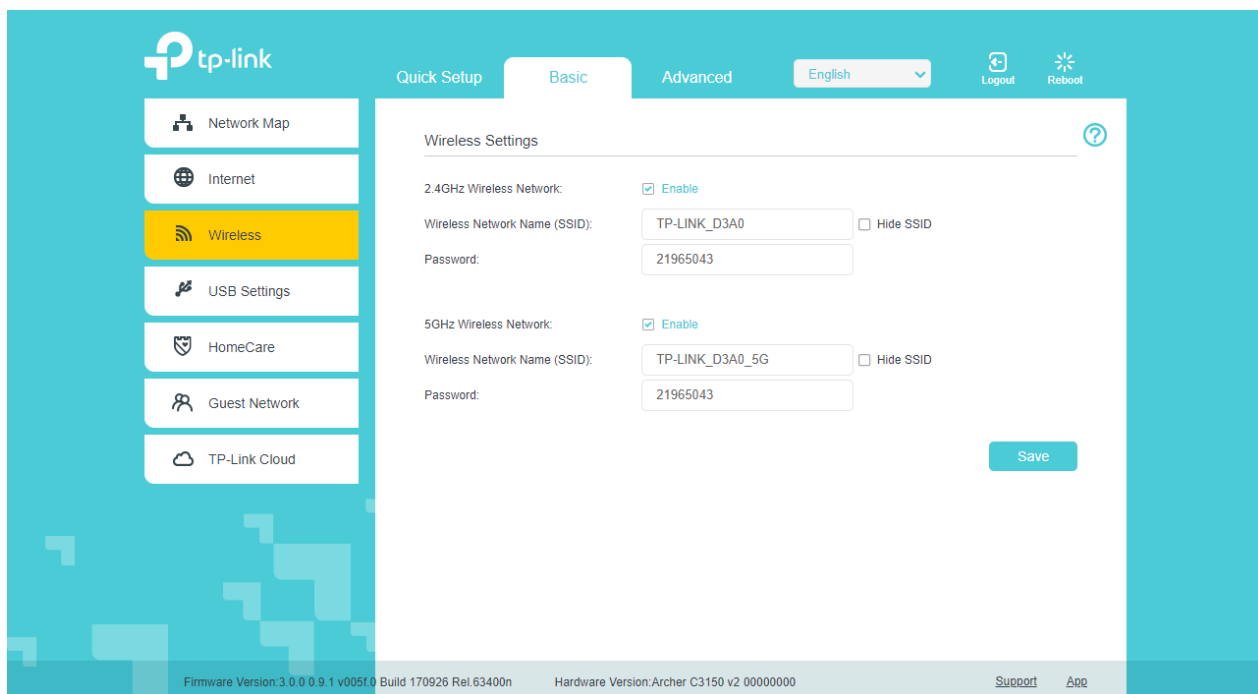 tp-link
Quick Setup Basic Advanced English Logout Reboot
Network Map
Internet
Wireless
USB Settings
HomeCare
Guest Network
TP-Link Cloud
Wireless Settings ?
2.4GHz Wireless Network: Enable
Wireless Network Name (SSID): TP-LINK_D3A0 Hide SSID
Password: 21965043
5GHz Wireless Network: Enable
Wireless Network Name (SSID): TP-LINK_D3A0_5G Hide SSID
Password: 21965043
Save
Firmware Version:3.0.0 0.9.1 v005f.0 Build 170926 Rel.63400n Hardware Version:Archer C3150 v2 00000000 Support App